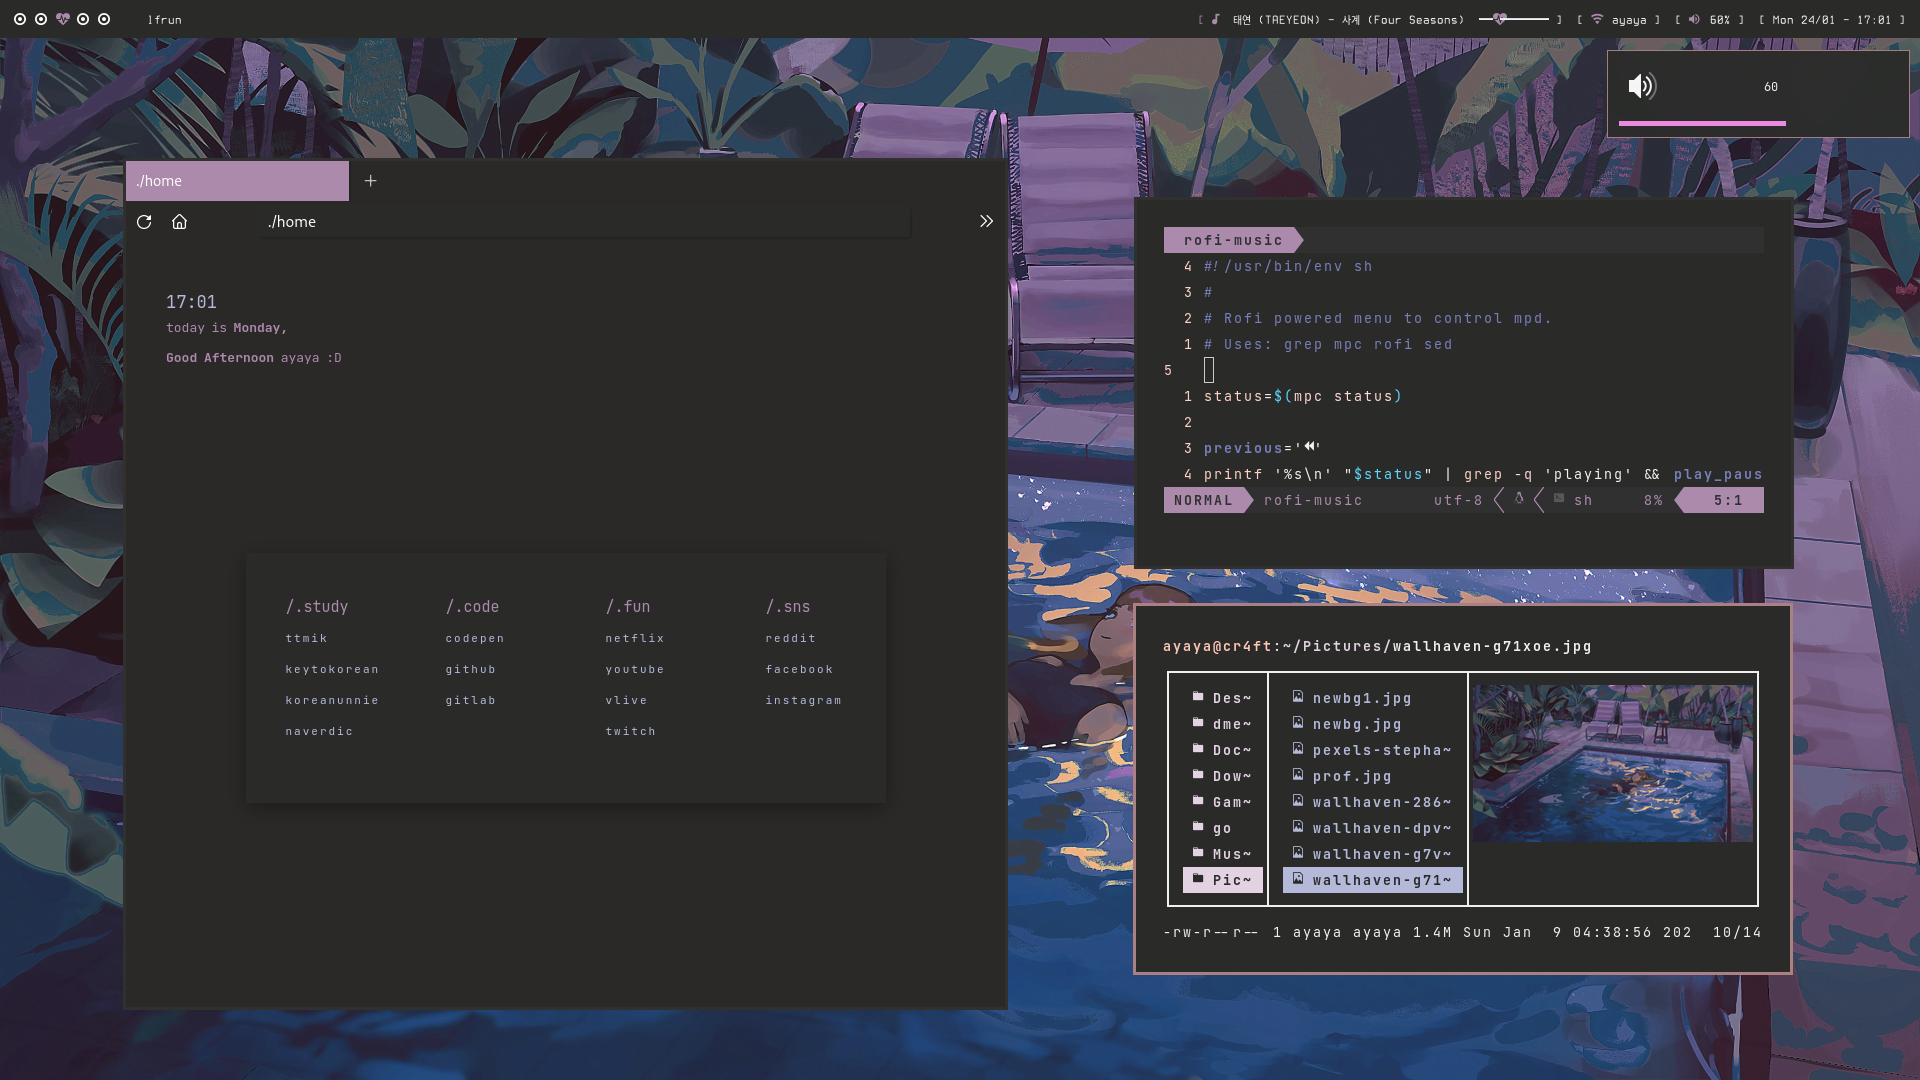 lfrun
[ 태연 (TAEYEON) - 사계 (Four Seasons) ] [ ayaya ] [ 60% ] [ Mon 24/01 - 17:01 ]
60
./home +
./home
17:01
today is Monday,
Good Afternoon ayaya :D
/.study /.code /.fun /.sns
ttmik codepen netflix reddit
keytokorean github youtube facebook
koreanunnie gitlab vlive instagram
naverdic twitch
rofi-music
4 #!/usr/bin/env sh
3 #
2 # Rofi powered menu to control mpd.
1 # Uses: grep mpc rofi sed
5
1 status=$(mpc status)
2
3 previous='⏪'
4 printf '%s\n' "$status" | grep -q 'playing' && play_paus
NORMAL rofi-music utf-8 sh 8% 5:1
ayaya@cr4ft:~/Pictures/wallhaven-g71xoe.jpg
Des~ newbg1.jpg
dme~ newbg.jpg
Doc~ pexels-stepha~
Dow~ prof.jpg
Gam~ wallhaven-286~
go wallhaven-dpv~
Mus~ wallhaven-g7v~
Pic~ wallhaven-g71~
-rw-r--r-- 1 ayaya ayaya 1.4M Sun Jan 9 04:38:56 202 10/14